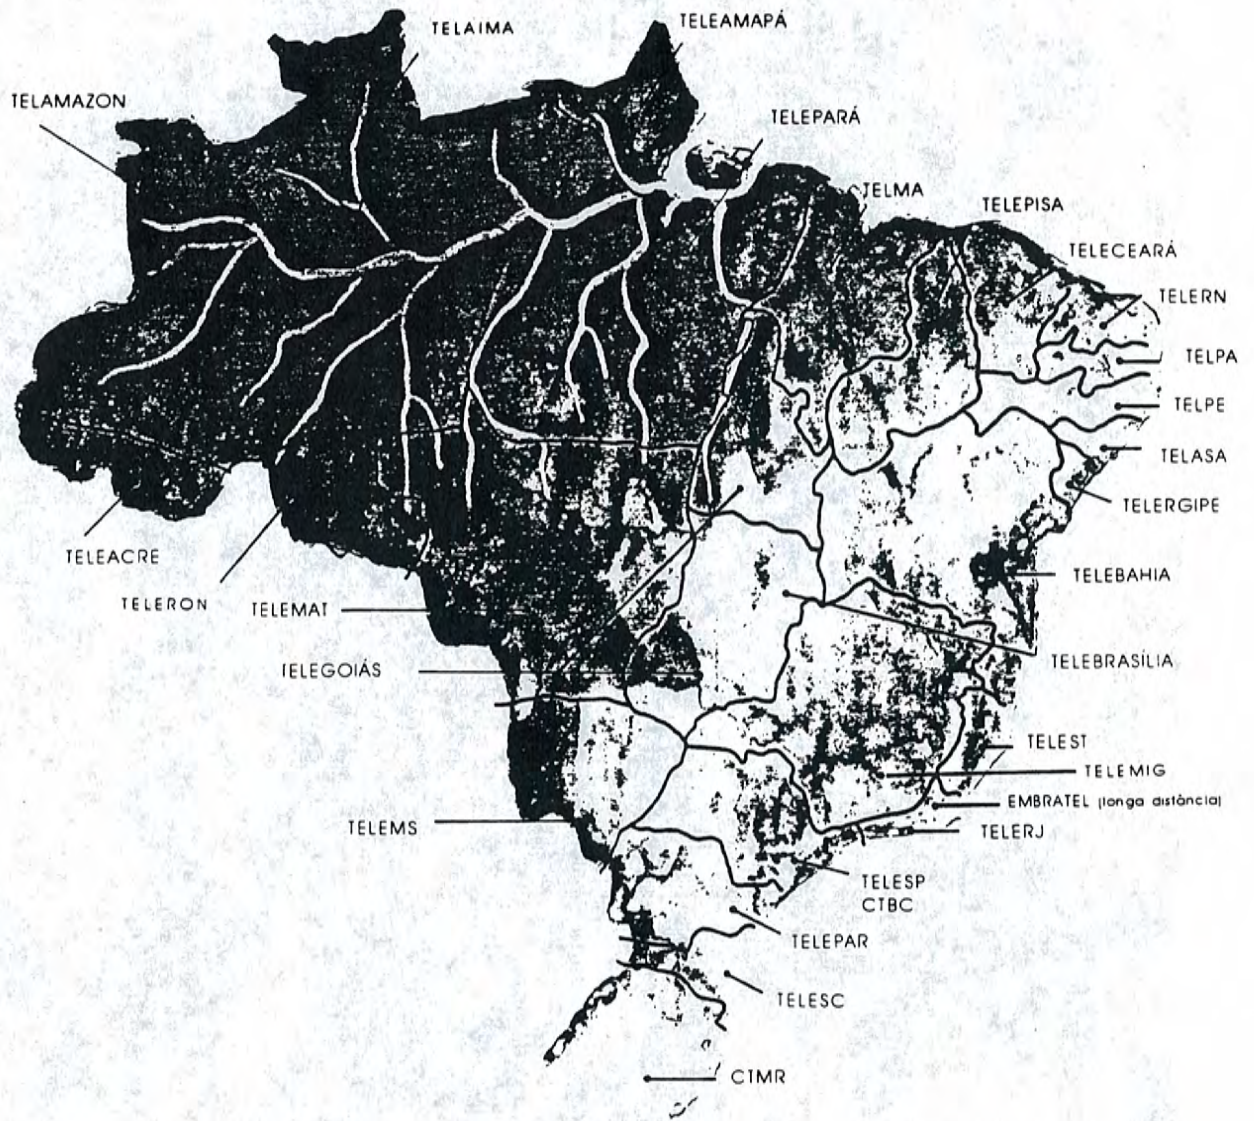 TELAIMA
TELEAMAPÁ
TELAMAZON
TELEPARÁ
TELMA
TELEPISA
TELECEARÁ
TELERN
TELPA
TELPE
TELASA
TELERGIPE
TELEACRE
TELEBAHIA
TELERON
TELEMAT
TELEBRASÍLIA
TELEGOIÁS
TELEST
TELEMIG
EMBRATEL (longa distância)
TELEMS
TELERJ
TELESP
CTBC
TELEPAR
TELESC
CTMR